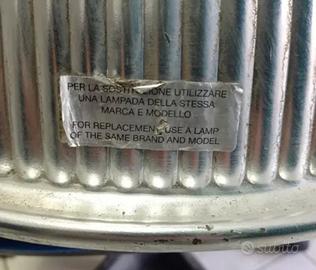 PER LA SOSTITUZIONE UTILIZZARE
UNA LAMPADA DELLA STESSA
MARCA E MODELLO
FOR REPLACEMENT USE A LAMP
OF THE SAME BRAND AND MODEL
subito